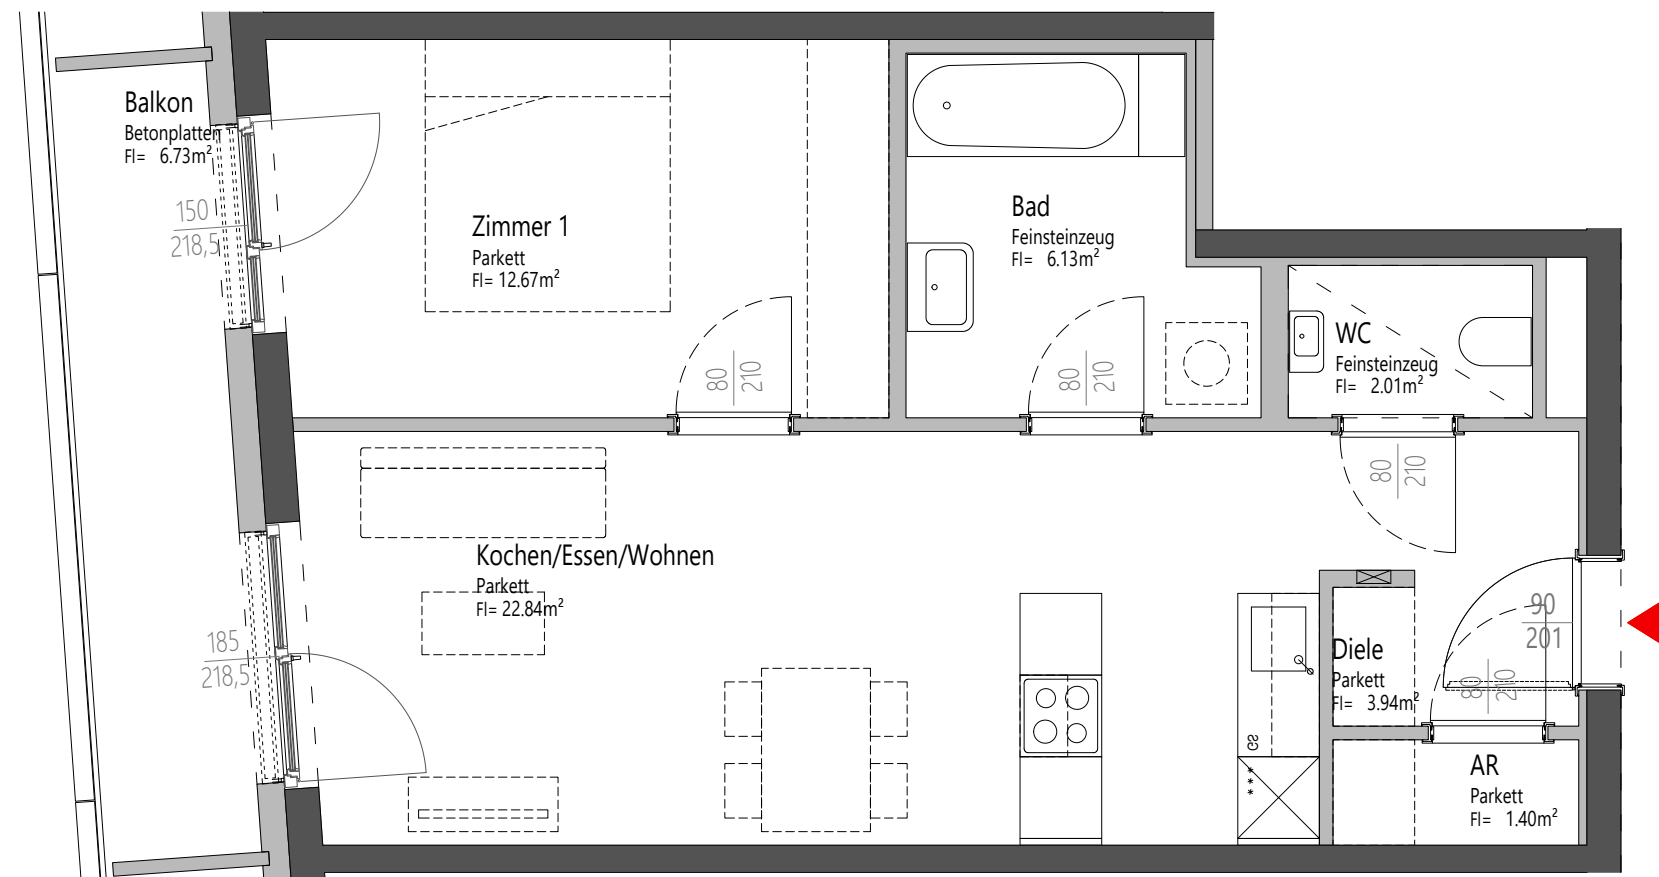 Balkon
Betonplatten
Fl= 6.73m²
150
218,5
Zimmer 1
Parkett
Fl= 12.67m²
80
210
Bad
Feinsteinzeug
Fl= 6.13m²
80
210
WC
Feinsteinzeug
Fl= 2.01m²
80
210
Kochen/Essen/Wohnen
Parkett
Fl= 22.84m²
185
218,5
GS
***
Diele
Parkett
Fl= 3.94m²
90
201
80
210
AR
Parkett
Fl= 1.40m²